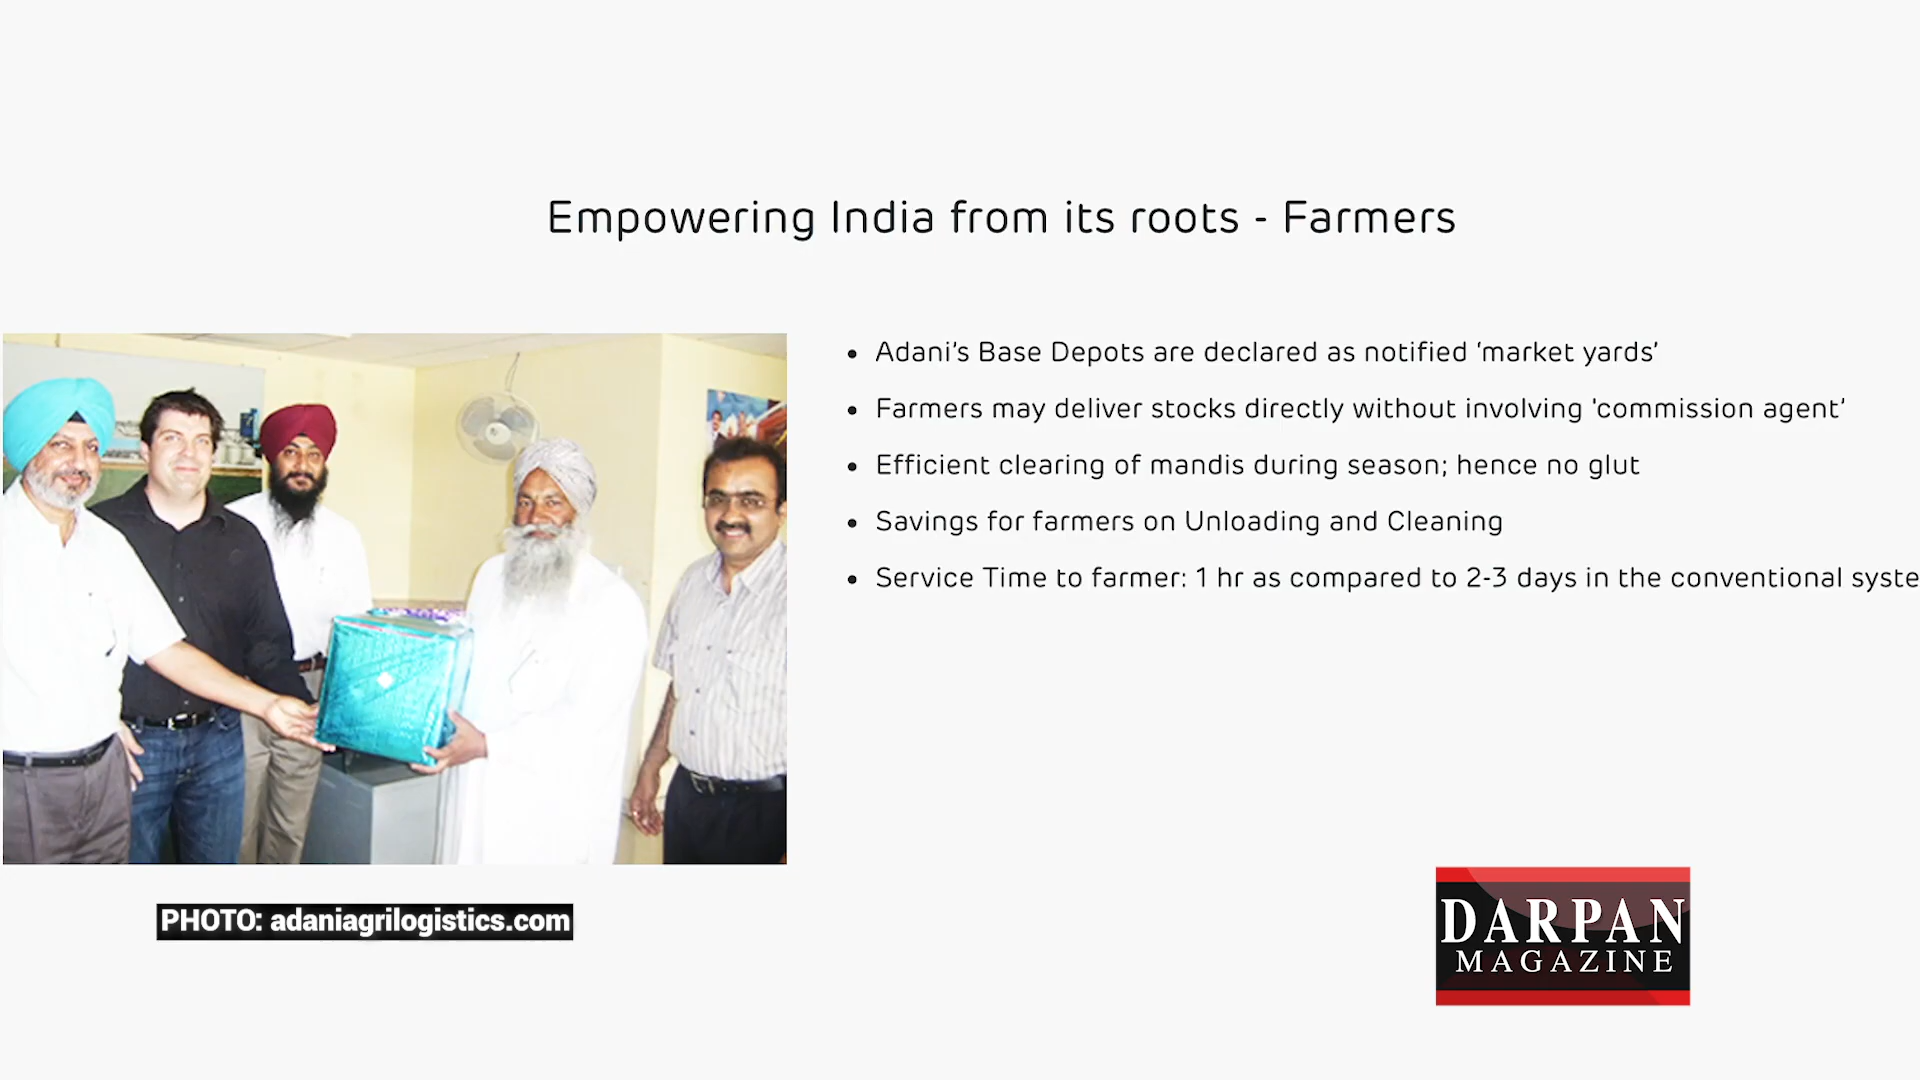 Empowering India from its roots - Farmers
• Adani's Base Depots are declared as notified ‘market yards’
• Farmers may deliver stocks directly without involving 'commission agent’
• Efficient clearing of mandis during season; hence no glut
• Savings for farmers on Unloading and Cleaning
• Service Time to farmer: 1 hr as compared to 2-3 days in the conventional syste
PHOTO: adaniagrilogistics.com
DARPAN
MAGAZINE